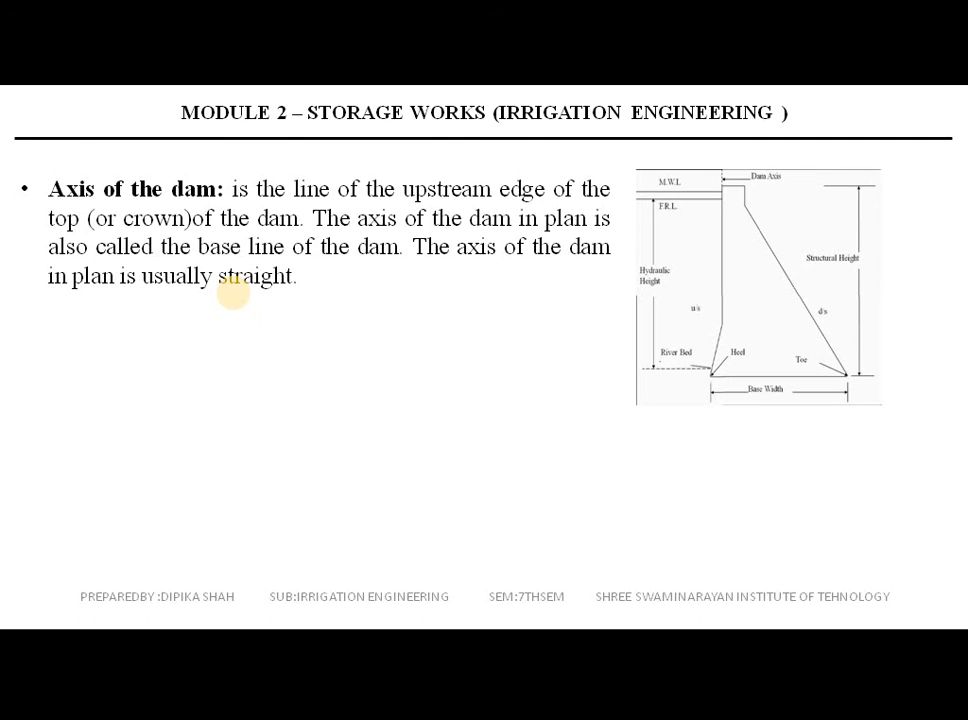 MODULE 2 – STORAGE WORKS (IRRIGATION ENGINEERING )
• Axis of the dam: is the line of the upstream edge of the
top (or crown)of the dam. The axis of the dam in plan is
also called the base line of the dam. The axis of the dam
in plan is usually straight.
Dam Axis
M.W.L
F.R.L.
Structural Height
Hydraulic
Height
u/s
d/s
River Bed
Heel
Toe
Base Width
PREPAREDBY :DIPIKA SHAH SUB:IRRIGATION ENGINEERING SEM:7THSEM SHREE SWAMINARAYAN INSTITUTE OF TEHNOLOGY